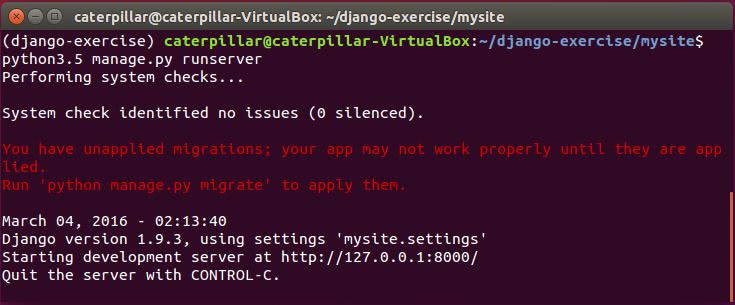 caterpillar@caterpillar-VirtualBox: ~/django-exercise/mysite
(django-exercise) caterpillar@caterpillar-VirtualBox:~/django-exercise/mysite$
python3.5 manage.py runserver
Performing system checks...
System check identified no issues (0 silenced).
You have unapplied migrations; your app may not work properly until they are app
lied.
Run 'python manage.py migrate' to apply them.
March 04, 2016 - 02:13:40
Django version 1.9.3, using settings 'mysite.settings'
Starting development server at http://127.0.0.1:8000/
Quit the server with CONTROL-C.